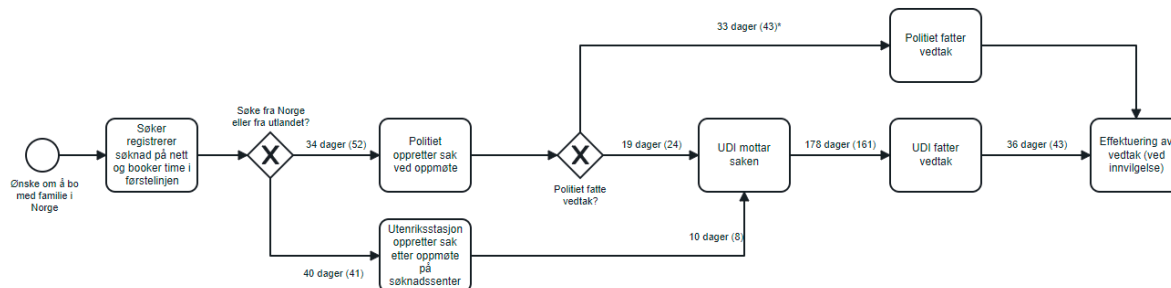 Ønske om å bo
med familie i
Norge
Søker
registrerer
søknad på nett
og booker time i
førstelinjen
Søke fra Norge
eller fra utlandet?
X
34 dager (52)
40 dager (41)
Politiet
oppretter sak
ved oppmøte
Utenriksstasjon
oppretter sak
etter oppmøte
på
søknadssenter
X
Politiet fatte
vedtak?
33 dager (43)*
19 dager (24)
10 dager (8)
Politiet fatter
vedtak
UDI mottar
saken
178 dager (161)
UDI fatter
vedtak
36 dager (43)
Effektuering av
vedtak (ved
innvilgelse)